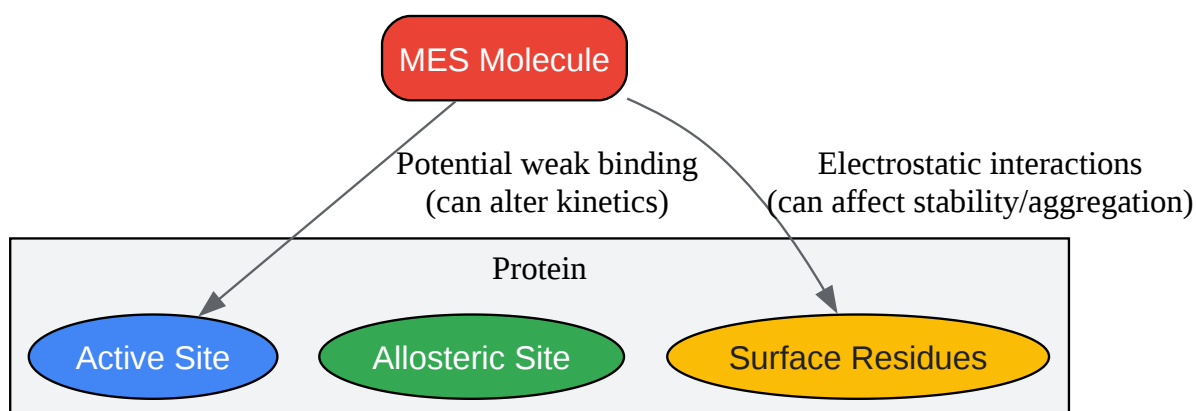 MES Molecule
Potential weak binding
(can alter kinetics)
Electrostatic interactions
(can affect stability/aggregation)
Protein
Active Site
Allosteric Site
Surface Residues